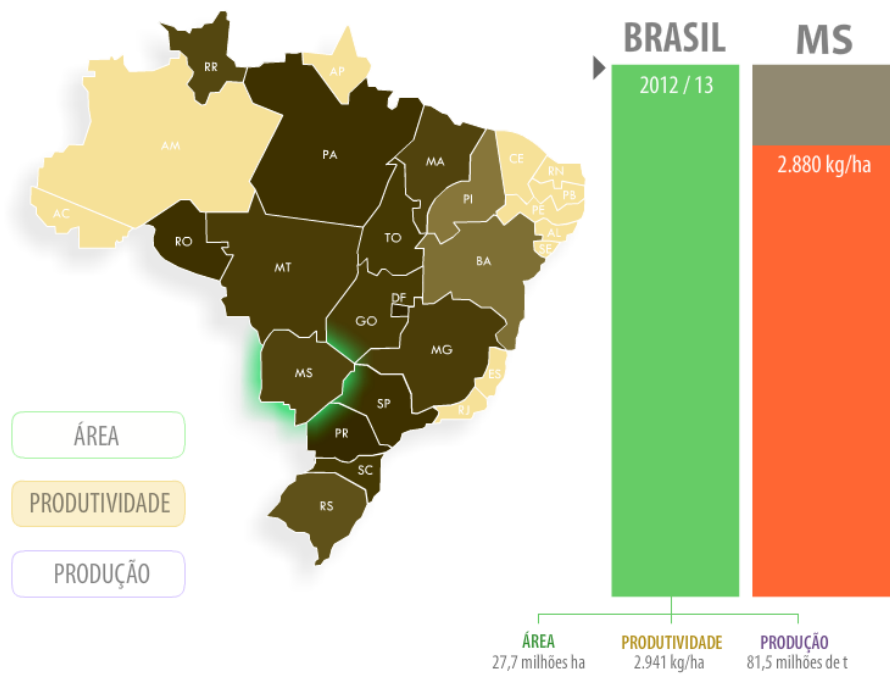 BRASIL
MS
2012 / 13
2.880 kg/ha
RR
AP
AM
PA
MA
CE
RN
PB
PE
AL
SE
PI
AC
RO
TO
BA
MT
DF
GO
MG
ES
MS
SP
RJ
PR
SC
RS
ÁREA
PRODUTIVIDADE
PRODUÇÃO
ÁREA
27,7 milhões ha
PRODUTIVIDADE
2.941 kg/ha
PRODUÇÃO
81,5 milhões de t